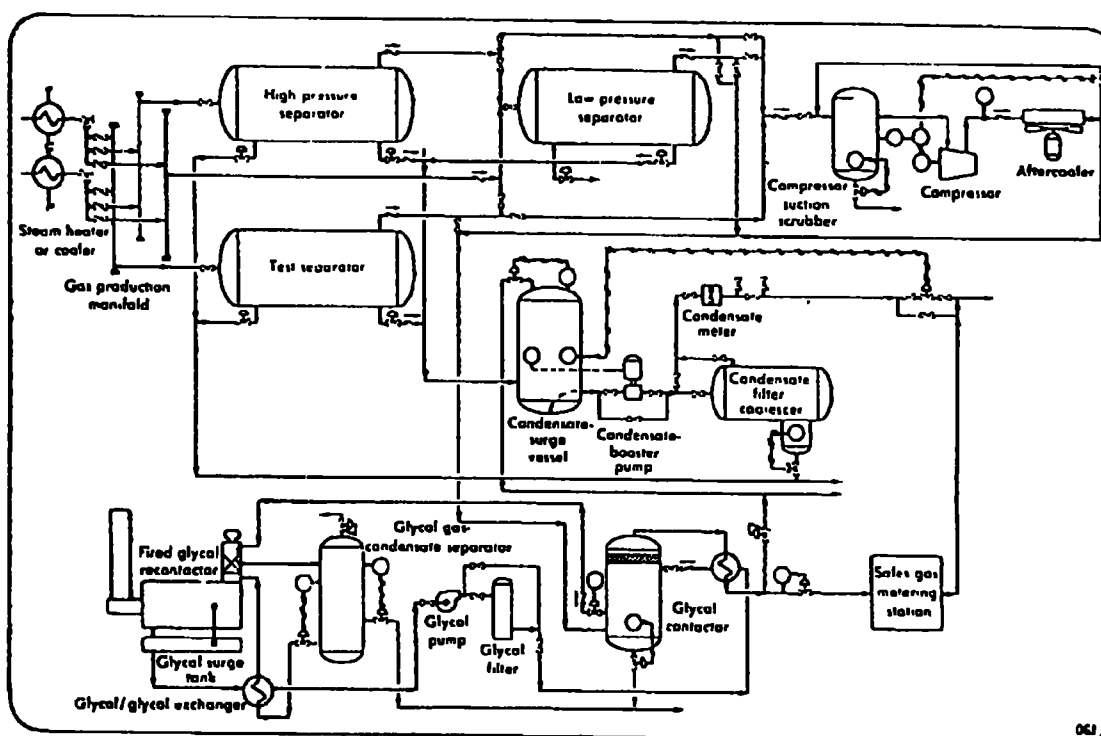 High pressure
separator
Low pressure
separator
Steam heater
or cooler
Gas production
manifold
Test separator
Compressor
suction
scrubber
Compressor
Aftercooler
Condensate
meter
Condensate
filter
coalescer
Condensate-
surge
vessel
Condensate-
booster
pump
Fired glycol
recontactor
Glycol gas-
condensate separator
Glycol surge
tank
Glycol/glycol exchanger
Glycol
pump
Glycol
filter
Glycol
contactor
Sales gas
metering
station